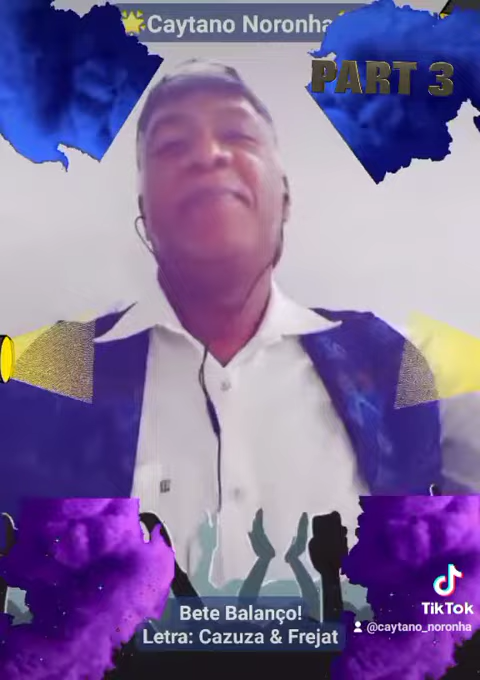 🌟Caytano Noronha🌟
PART 3
Bete Balanço!
Letra: Cazuza & Frejat
TikTok
@caytano_noronha